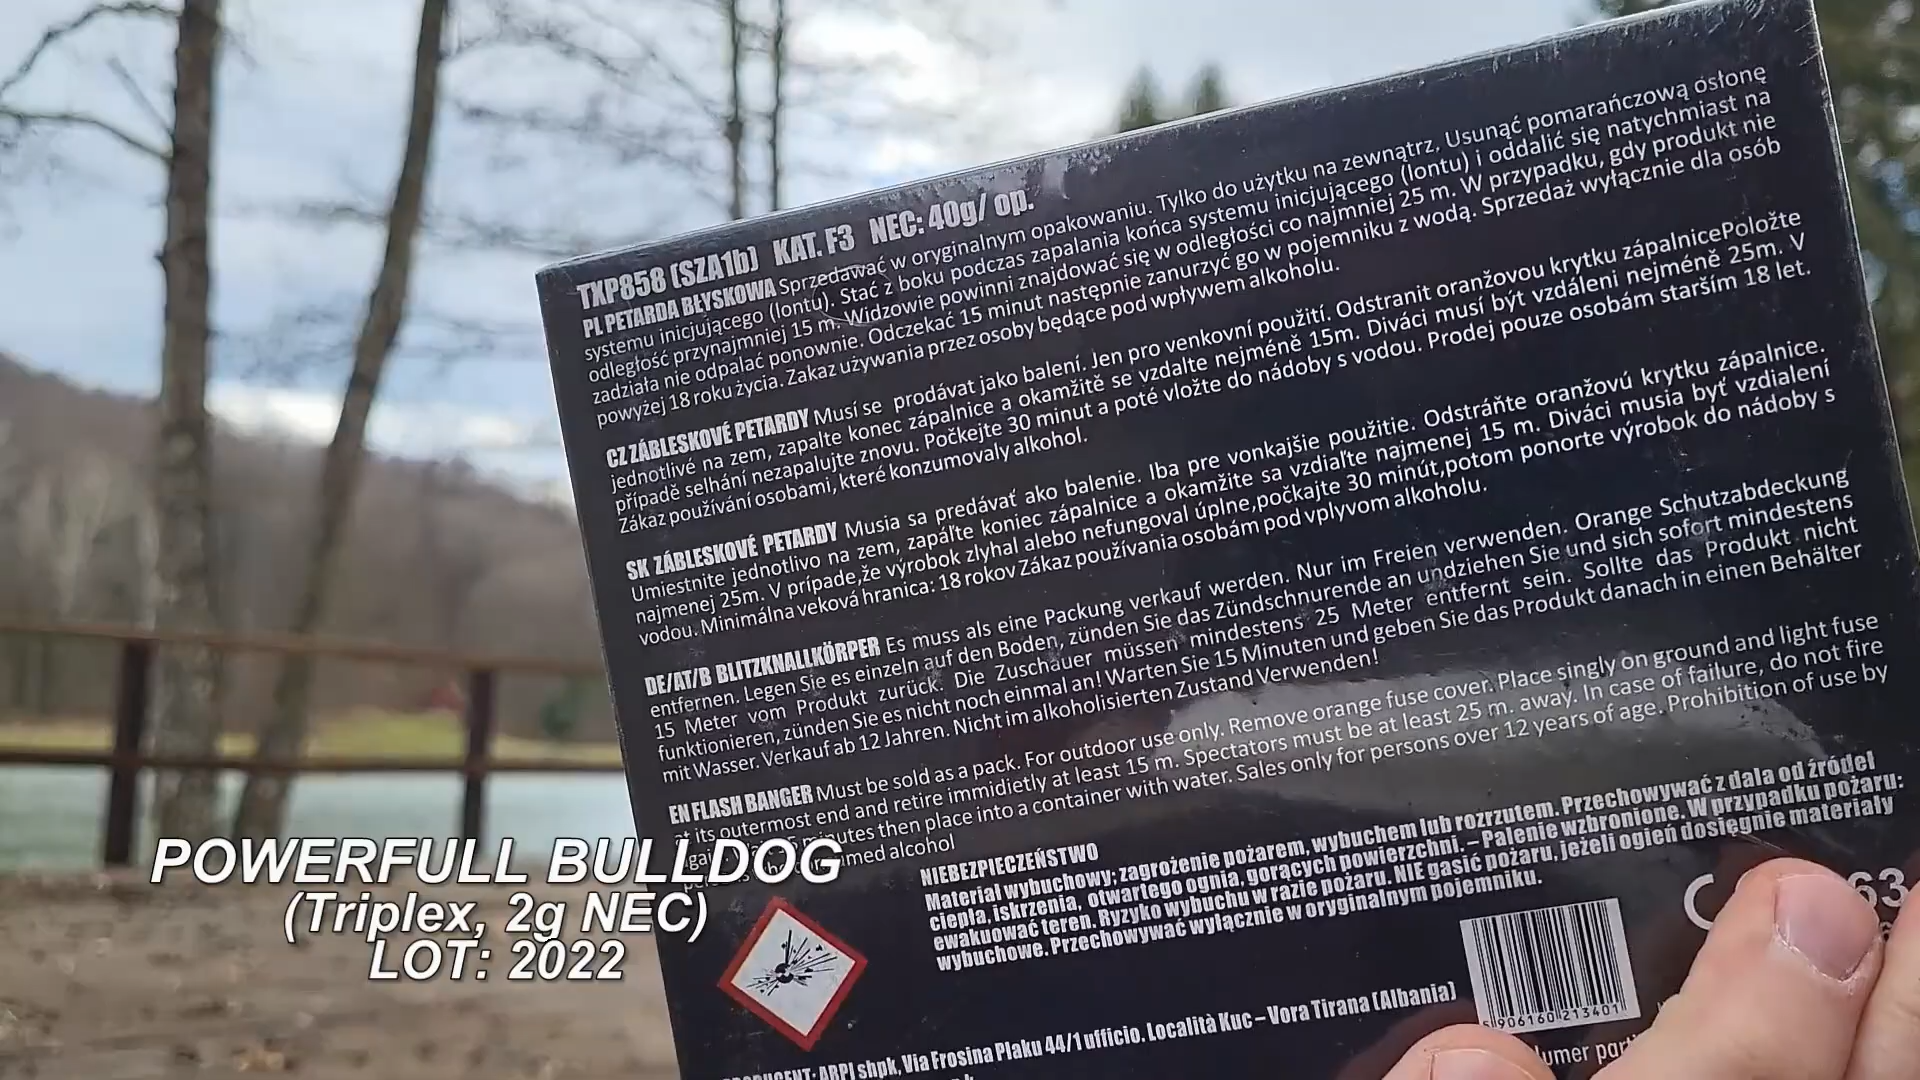 TXP858 (SZA1b) KAT. F3 NEC: 40g/ op.
PL PETARDA BŁYSKOWA Sprzedawać w oryginalnym opakowaniu. Tylko do użytku na zewnątrz. Usunąć pomarańczową osłonę
systemu inicjującego (lontu). Stać z boku podczas zapalania końca systemu inicjującego (lontu) i oddalić się natychmiast na
odległość przynajmniej 15 m. Widzowie powinni znajdować się w odległości co najmniej 25 m. W przypadku, gdy produkt nie
zadziała nie odpalać ponownie. Odczekać 15 minut następnie zanurzyć go w pojemniku z wodą. Sprzedaż wyłącznie dla osób
powyżej 18 roku życia. Zakaz używania przez osoby będące pod wpływem alkoholu.
CZ ZÁBLESKOVÉ PETARDY Musí se prodávat jako balení. Jen pro venkovní použití. Odstranit oranžovou krytku zápalnicePoložte
jednotlivé na zem, zapalte konec zápalnice a okamžité se vzdalte nejméně 15m. Diváci musí být vzdáleni nejméně 25m. V
případě selhání nezapalujte znovu. Počkejte 30 minut a poté vložte do nádoby s vodou. Prodej pouze osobám starším 18 let.
Zákaz používání osobami, které konzumovaly alkohol.
SK ZÁBLESKOVÉ PETARDY Musia sa predávať ako balenie. Iba pre vonkajšie použitie. Odstráňte oranžovú krytku zápalnice.
Umiestnite jednotlivo na zem, zapáľte koniec zápalnice a okamžite sa vzdiaľte najmenej 15 m. Diváci musia byť vzdialení
najmenej 25m. V prípade,že výrobok zlyhal alebo nefungoval úplne,počkajte 30 minút,potom ponorte výrobok do nádoby s
vodou. Minimálna veková hranica: 18 rokov Zákaz používania osobám pod vplyvom alkoholu.
DE/AT/B BLITZKNALLKÖRPER Es muss als eine Packung verkauf werden. Nur im Freien verwenden. Orange Schutzabdeckung
entfernen. Legen Sie es einzeln auf den Boden, zünden Sie das Zündschnurende an undziehen Sie und sich sofort mindestens
15 Meter vom Produkt zurück. Die Zuschauer müssen mindestens 25 Meter entfernt sein. Sollte das Produkt nicht
funktionieren, zünden Sie es nicht noch einmal an! Warten Sie 15 Minuten und geben Sie das Produkt danach in einen Behälter
mit Wasser. Verkauf ab 12 Jahren. Nicht im alkoholisierten Zustand Verwenden!
EN FLASH BANGER Must be sold as a pack. For outdoor use only. Remove orange fuse cover. Place singly on ground and light fuse
at its outermost end and retire immidietly at least 15 m. Spectators must be at least 25 m. away. In case of failure, do not fire
then place into a container with water. Sales only for persons over 12 years of age. Prohibition of use by
alcohol
NIEBEZPIECZEŃSTWO
Materiał wybuchowy; zagrożenie pożarem, wybuchem lub rozrzutem. Przechowywać z dala od źródeł
ciepła, iskrzenia, otwartego ognia, gorących powierzchni. – Palenie wzbronione. W przypadku pożaru:
ewakuować teren. Ryzyko wybuchu w razie pożaru. NIE gasić pożaru, jeżeli ogień dosięgnie materiały
wybuchowe. Przechowywać wyłącznie w oryginalnym pojemniku.
63
5906160213401
ARPI shpk, Via Frosina Plaku 44/1 ufficio. Località Kuc – Vora Tirana (Albania)
POWERFULL BULLDOG
(Triplex, 2g NEC)
LOT: 2022